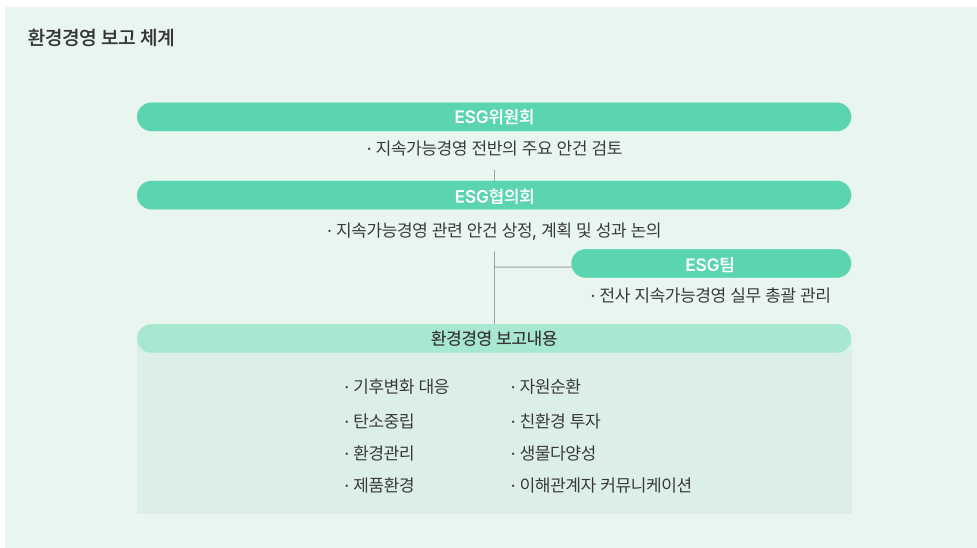 환경경영 보고 체계
ESG위원회
· 지속가능경영 전반의 주요 안건 검토
ESG협의회
· 지속가능경영 관련 안건 상정, 계획 및 성과 논의
ESG팀
· 전사 지속가능경영 실무 총괄 관리
환경경영 보고내용
· 기후변화 대응
· 탄소중립
· 환경관리
· 제품환경
· 자원순환
· 친환경 투자
· 생물다양성
· 이해관계자 커뮤니케이션